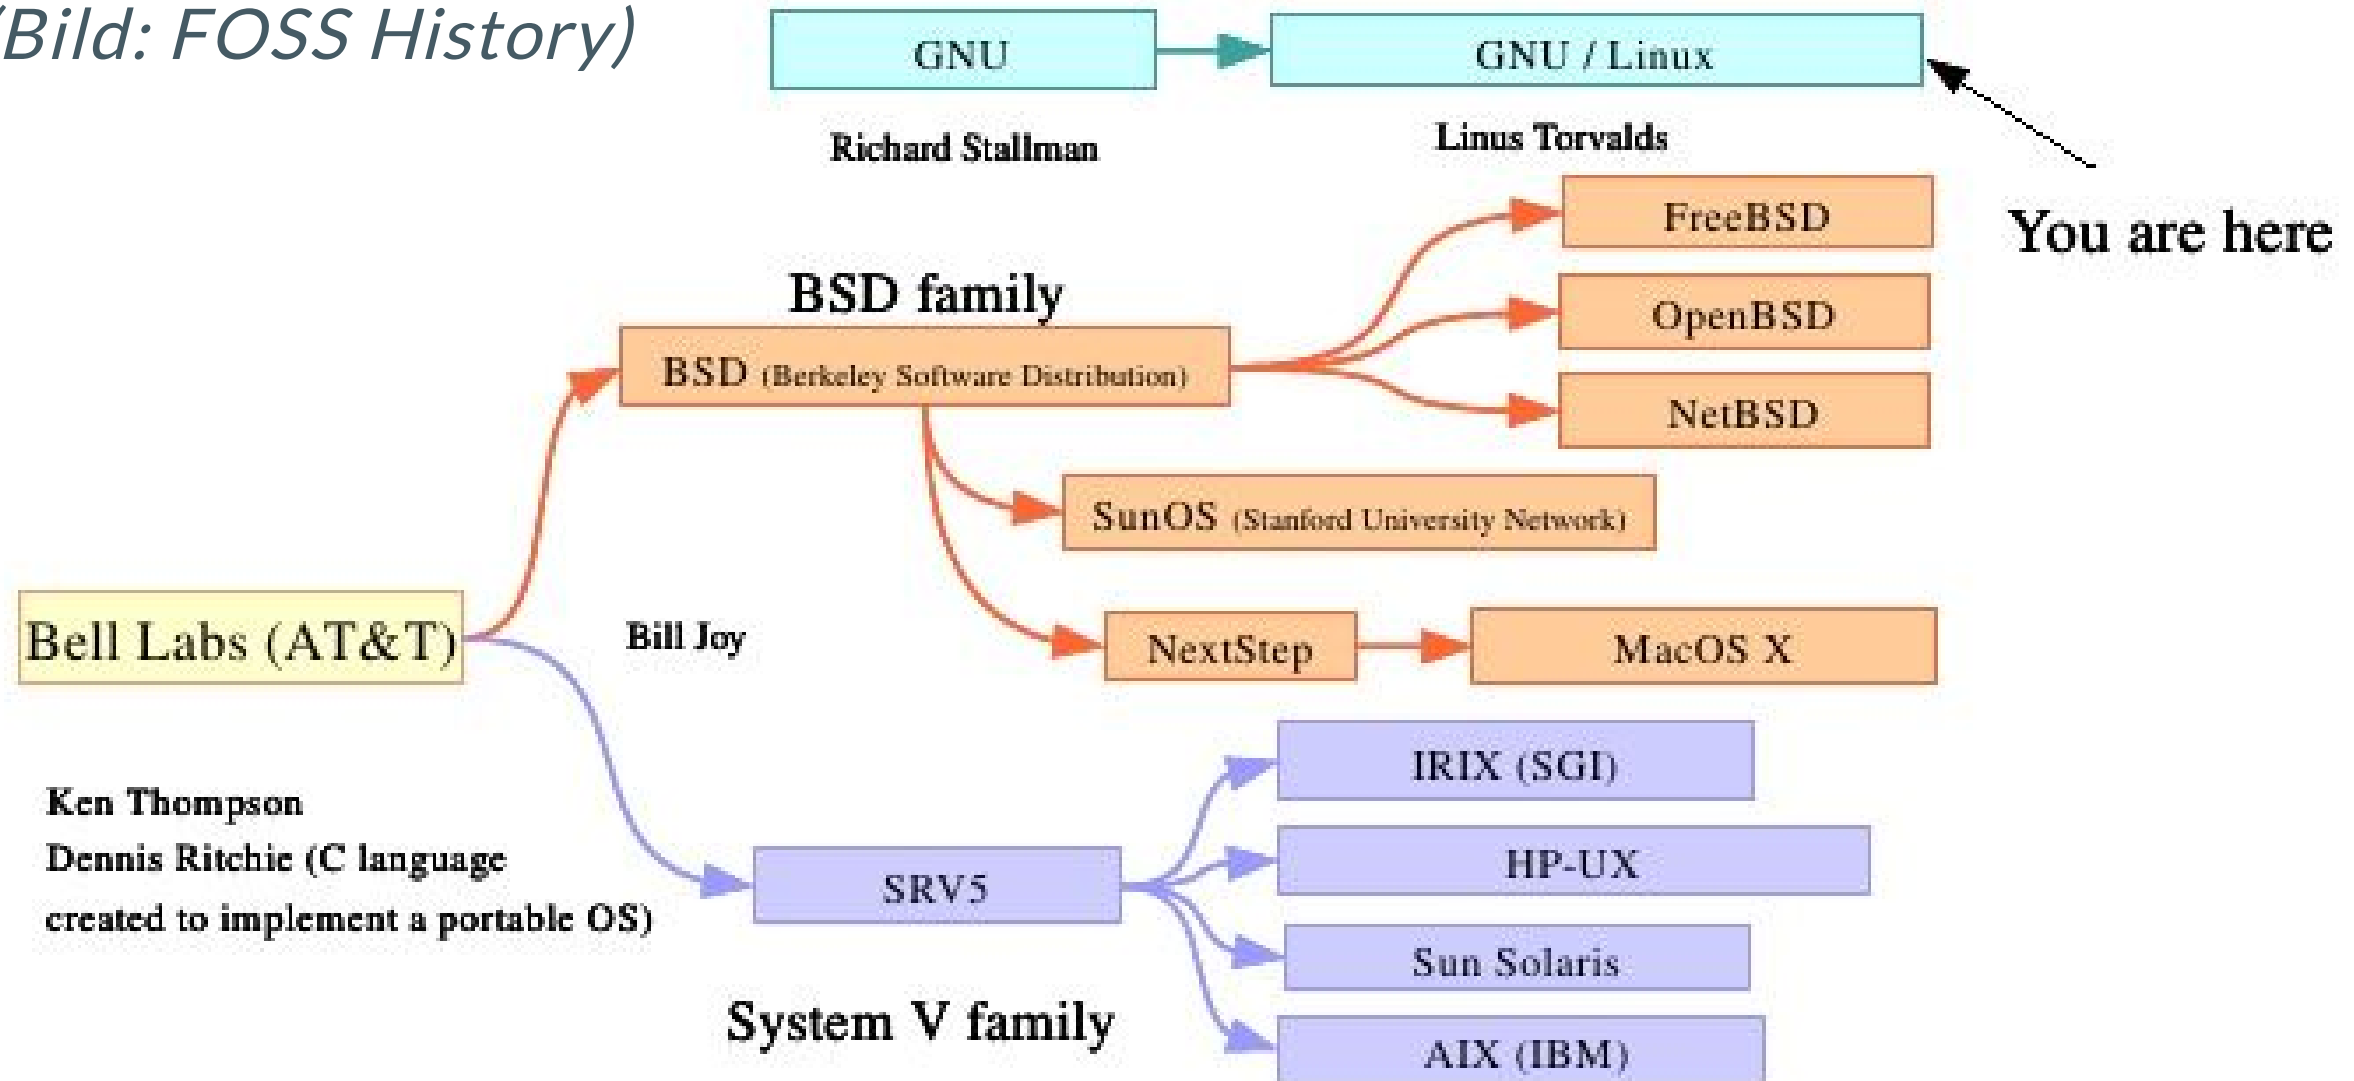 (Bild: FOSS History)
GNU
GNU / Linux
Richard Stallman
Linus Torvalds
You are here
FreeBSD
BSD family
OpenBSD
BSD (Berkeley Software Distribution)
NetBSD
SunOS (Stanford University Network)
Bell Labs (AT&T)
Bill Joy
NextStep
MacOS X
Ken Thompson
Dennis Ritchie (C language
created to implement a portable OS)
IRIX (SGI)
HP-UX
SRV5
Sun Solaris
System V family
AIX (IBM)